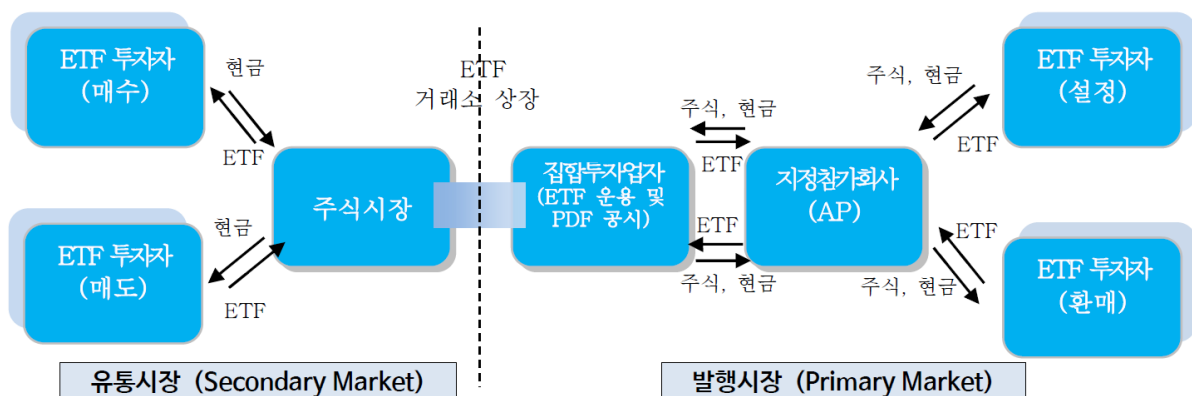 ETF 투자자
(매수)
현금
ETF
ETF 투자자
(매도)
현금
ETF
주식시장
ETF
거래소 상장
집합투자업자
(ETF 운용 및
PDF 공시)
주식, 현금
ETF
ETF
주식, 현금
지정참가회사
(AP)
주식, 현금
ETF
ETF 투자자
(설정)
ETF
주식, 현금
ETF 투자자
(환매)
유통시장 (Secondary Market)
발행시장 (Primary Market)